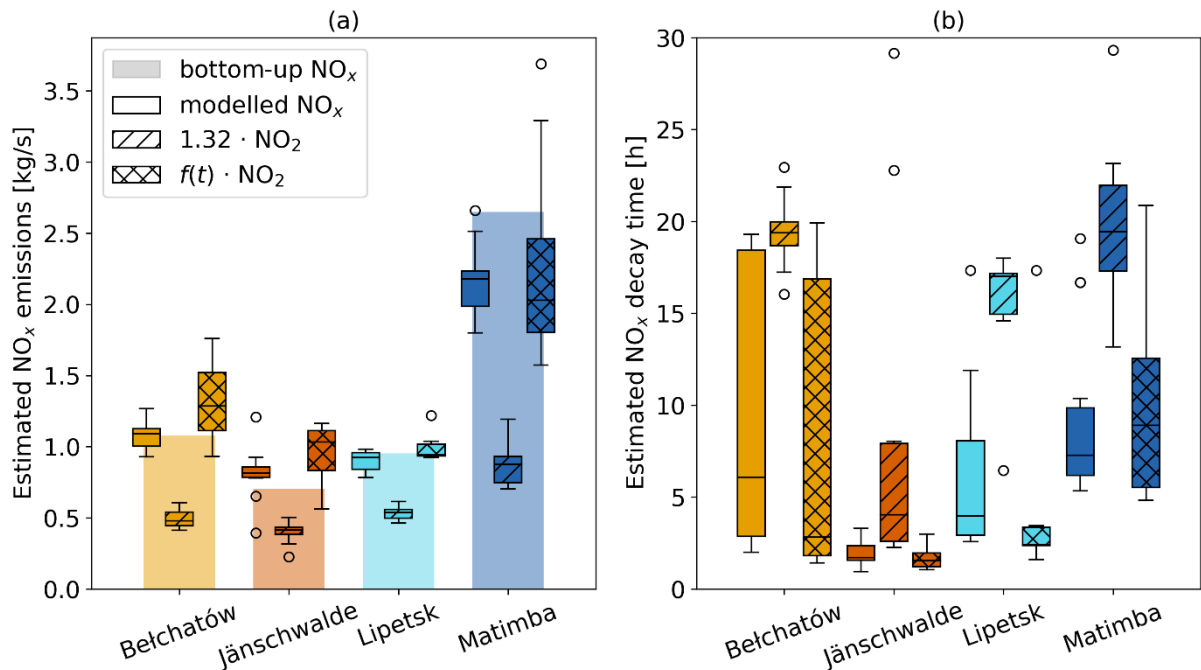 (a)
Estimated NOx emissions [kg/s]
3.5
3.0
2.5
2.0
1.5
1.0
0.5
0.0
bottom-up NOx
modelled NOx
1.32 · NO2
f(t) · NO2
Bełchatów
Jänschwalde
Lipetsk
Matimba
(b)
Estimated NOx decay time [h]
30
25
20
15
10
5
0
Bełchatów
Jänschwalde
Lipetsk
Matimba